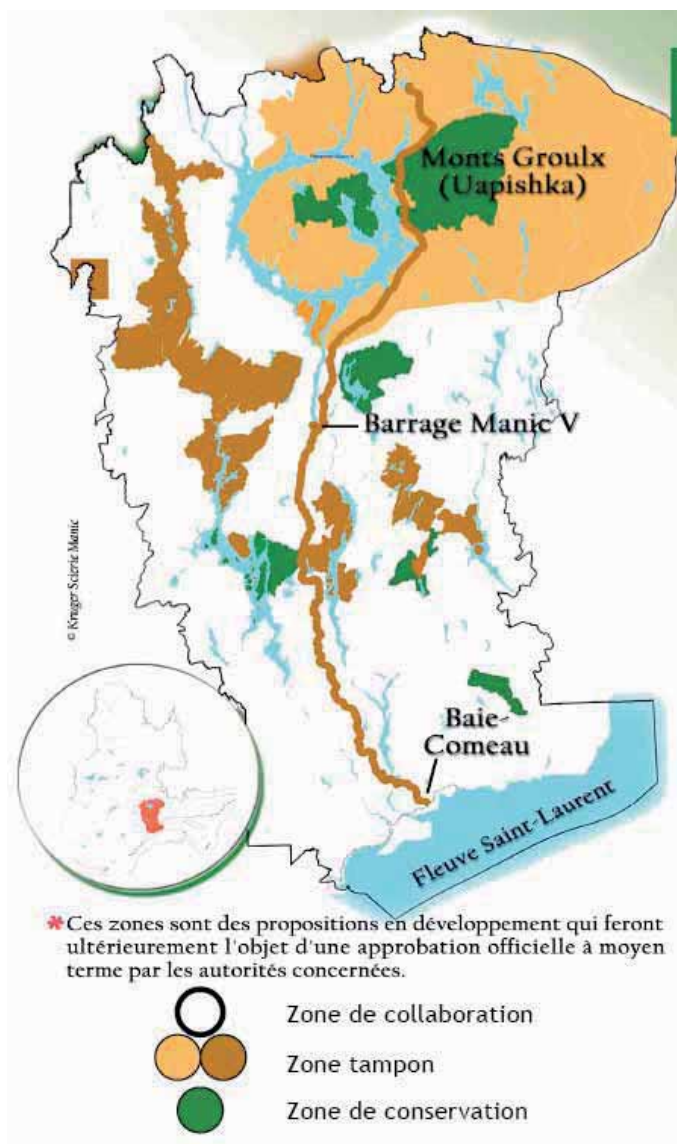 Monts Groulx
(Uapishka)
Barrage Manic V
© Kruger Scierie Manic
Baie-
Comeau
Fleuve Saint-Laurent
*Ces zones sont des propositions en développement qui feront
ultérieurement l'objet d'une approbation officielle à moyen
terme par les autorités concernées.
Zone de collaboration
Zone tampon
Zone de conservation